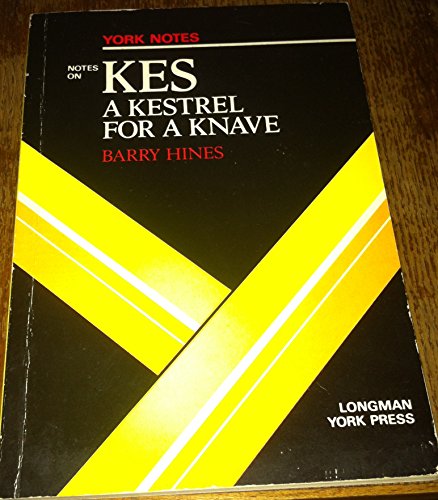 YORK NOTES
NOTES
ON
KES
A KESTREL
FOR A KNAVE
BARRY HINES
LONGMAN
YORK PRESS